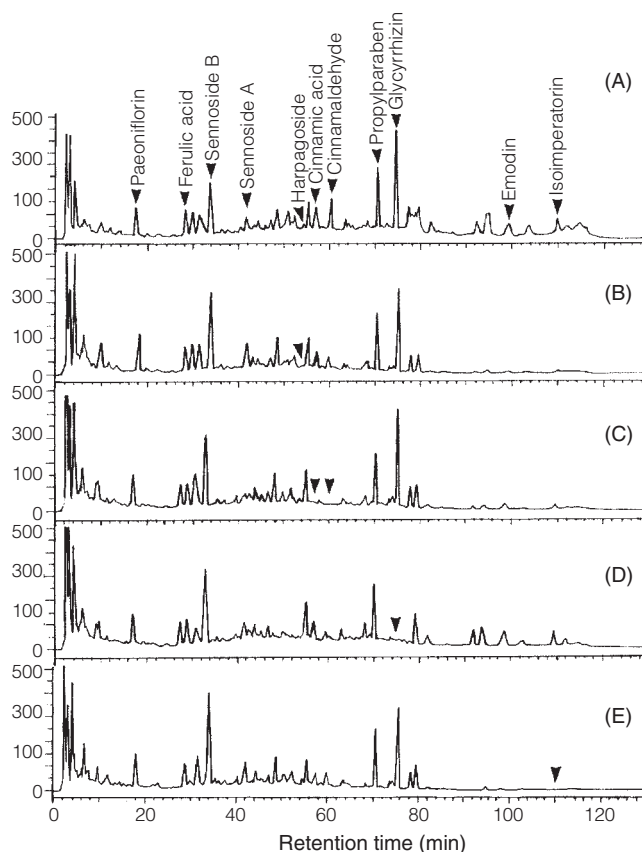 Paeoniflorin
Ferulic acid
Sennoside B
Sennoside A
Harpagoside
Cinnamic acid
Cinnamaldehyde
Propylparaben
Glycyrrhizin
Emodin
Isoimperatorin
(A)
500
300
100
0
(B)
500
300
100
0
(C)
500
300
100
0
(D)
500
300
100
0
(E)
500
300
100
0
0 20 40 60 80 100 120
Retention time (min)